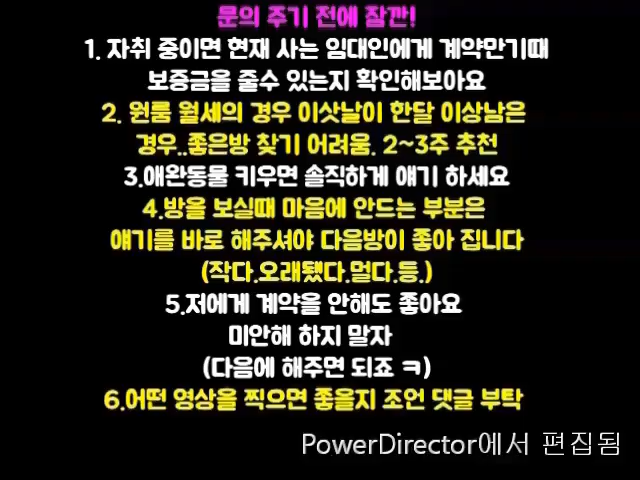 문의 주기 전에 잠깐!
1. 자취 중이면 현재 사는 임대인에게 계약만기때
보증금을 줄수 있는지 확인해보아요
2. 원룸 월세의 경우 이삿날이 한달 이상남은
경우..좋은방 찾기 어려움. 2~3주 추천
3.애완동물 키우면 솔직하게 얘기 하세요
4.방을 보실때 마음에 안드는 부분은
얘기를 바로 해주셔야 다음방이 좋아 집니다
(작다.오래됐다.멀다.등.)
5.저에게 계약을 안해도 좋아요
미안해 하지 말자
(다음에 해주면 되죠 ㅋ)
6.어떤 영상을 찍으면 좋을지 조언 댓글 부탁
PowerDirector에서 편집됨